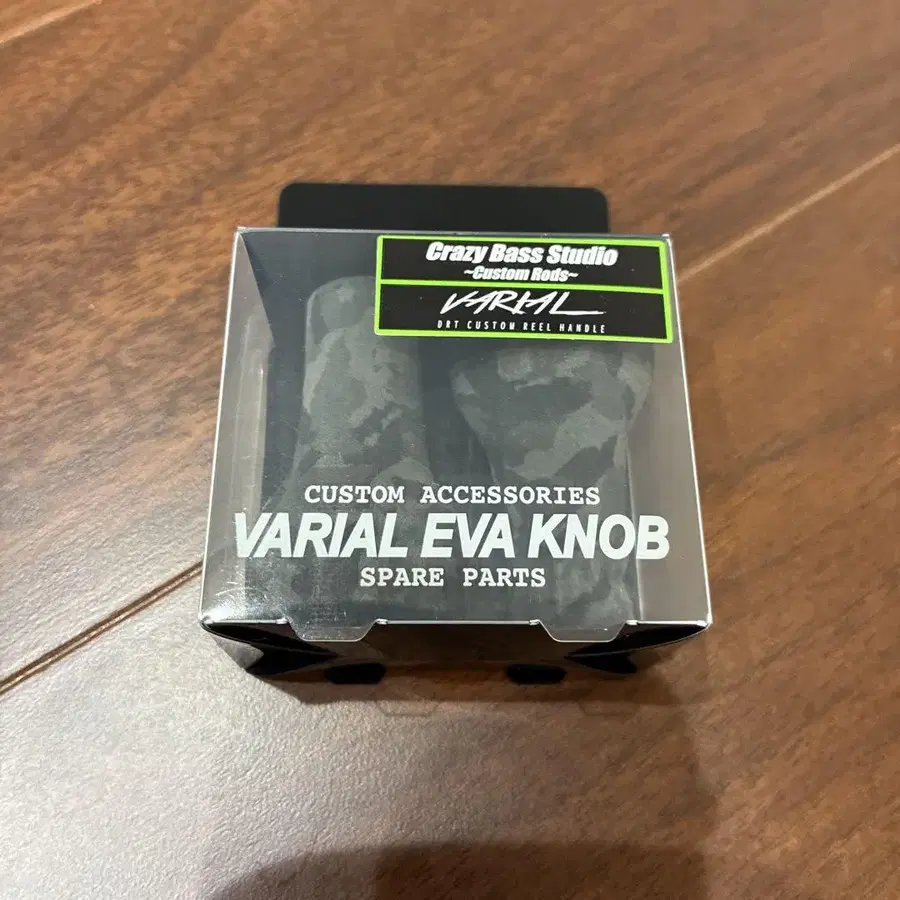 Crazy Bass Studio
~Custom Rods~
VARIAL
DRT CUSTOM REEL HANDLE
CUSTOM ACCESSORIES
VARIAL EVA KNOB
SPARE PARTS